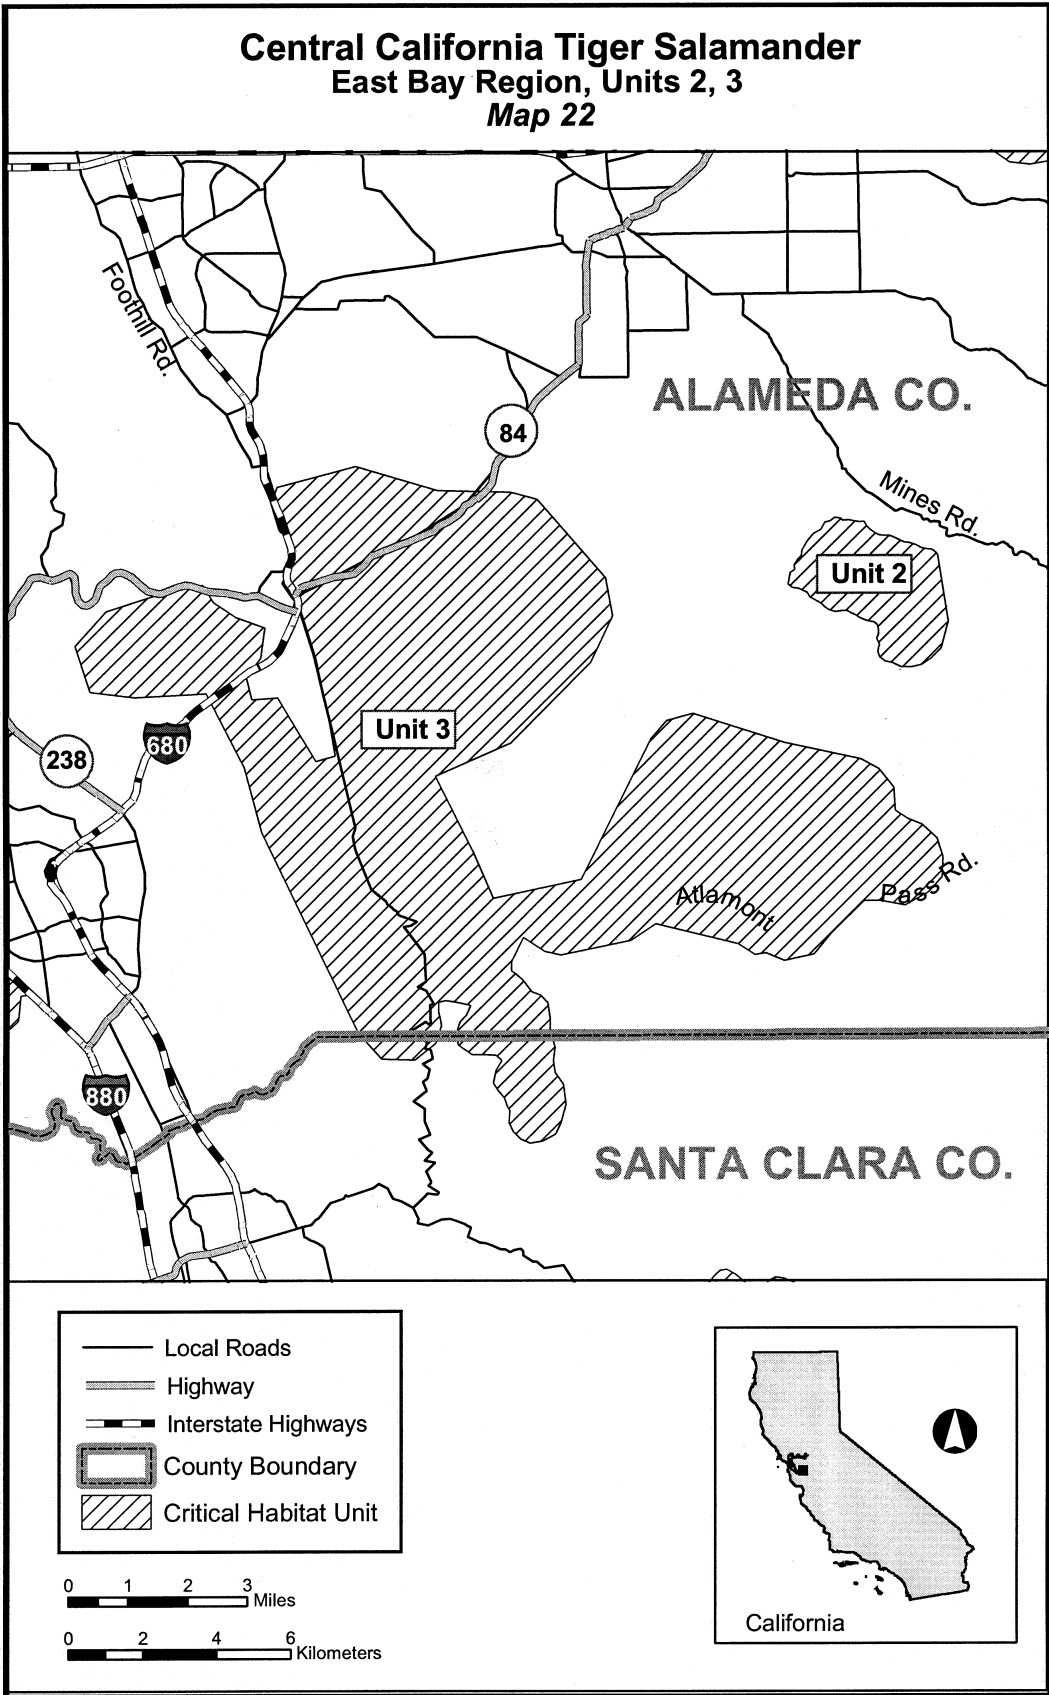 Central California Tiger Salamander
East Bay Region, Units 2, 3
Map 22
Foothill Rd.
ALAMEDA CO.
84
Mines Rd.
Unit 2
Unit 3
680
238
Atlamont
Pass Rd.
880
SANTA CLARA CO.
Local Roads
Highway
Interstate Highways
County Boundary
Critical Habitat Unit
0 1 2 3
Miles
0 2 4 6
Kilometers
California